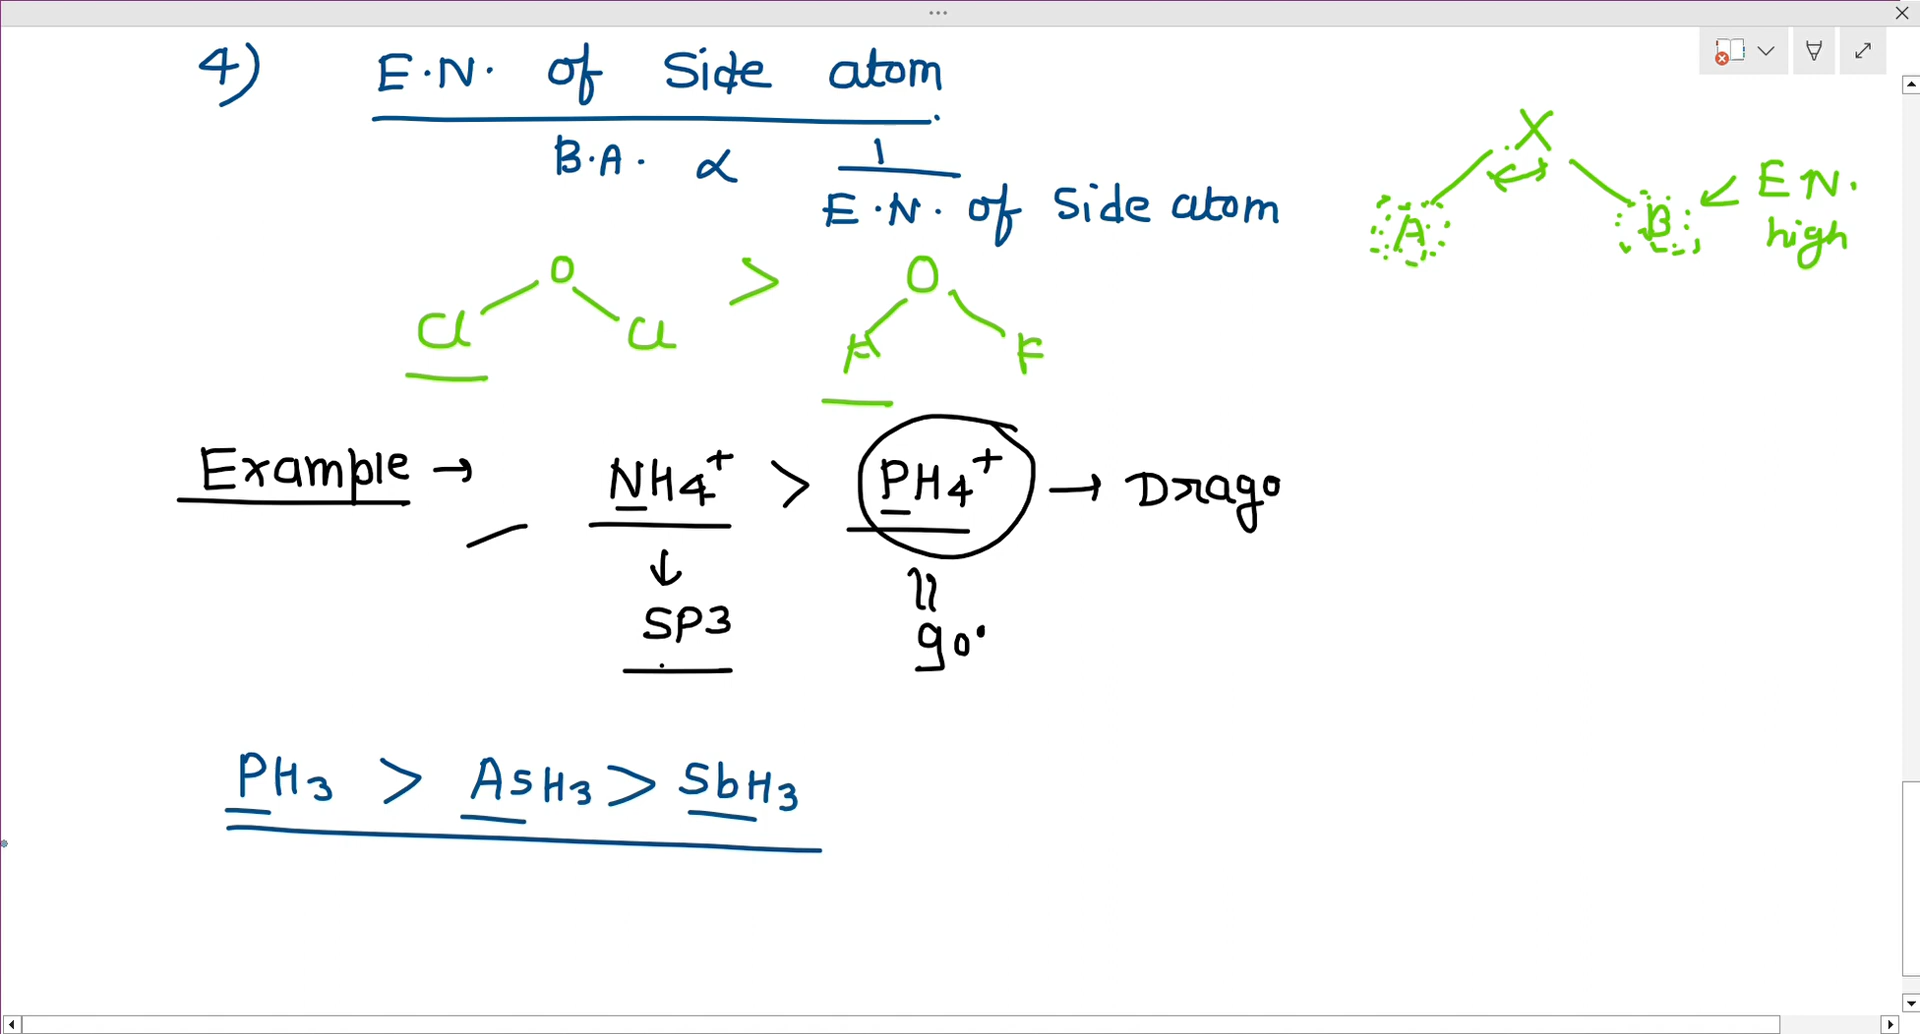 4) E.N. of Side atom
B.A. α 1
E.N. of Side atom
X
A B ← E N.
high
Cl O Cl > F O F
Example → NH4+ > PH4+ → Drago
↓ SP3
90°
PH3 > AsH3 > SbH3